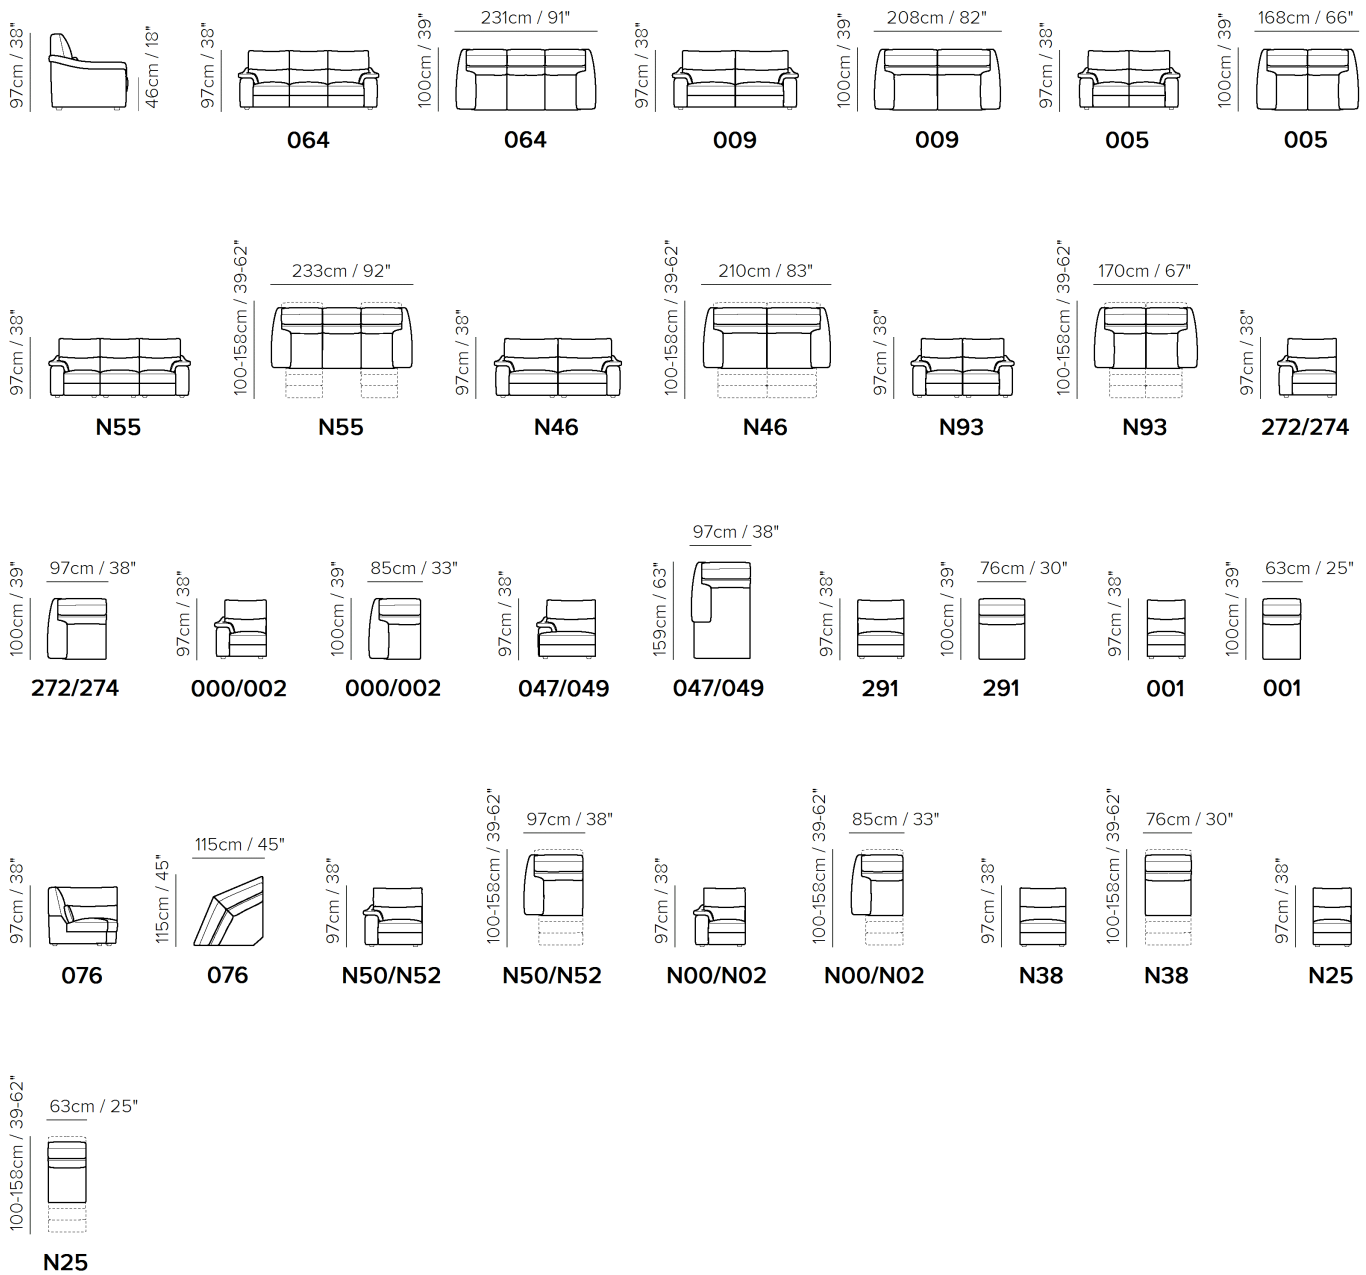 97cm / 38"
46cm / 18"
97cm / 38"
064
100cm / 39"
231cm / 91"
064
97cm / 38"
009
100cm / 39"
208cm / 82"
009
97cm / 38"
005
100cm / 39"
168cm / 66"
005
97cm / 38"
N55
100-158cm / 39-62"
233cm / 92"
N55
97cm / 38"
N46
100-158cm / 39-62"
210cm / 83"
N46
97cm / 38"
N93
100-158cm / 39-62"
170cm / 67"
N93
97cm / 38"
272/274
100cm / 39"
97cm / 38"
272/274
97cm / 38"
000/002
100cm / 39"
85cm / 33"
000/002
97cm / 38"
047/049
159cm / 63"
97cm / 38"
047/049
97cm / 38"
291
100cm / 39"
76cm / 30"
291
97cm / 38"
001
100cm / 39"
63cm / 25"
001
97cm / 38"
076
115cm / 45"
115cm / 45"
076
97cm / 38"
N50/N52
100-158cm / 39-62"
97cm / 38"
N50/N52
97cm / 38"
N00/N02
100-158cm / 39-62"
85cm / 33"
N00/N02
97cm / 38"
N38
100-158cm / 39-62"
76cm / 30"
N38
97cm / 38"
N25
100-158cm / 39-62"
63cm / 25"
N25